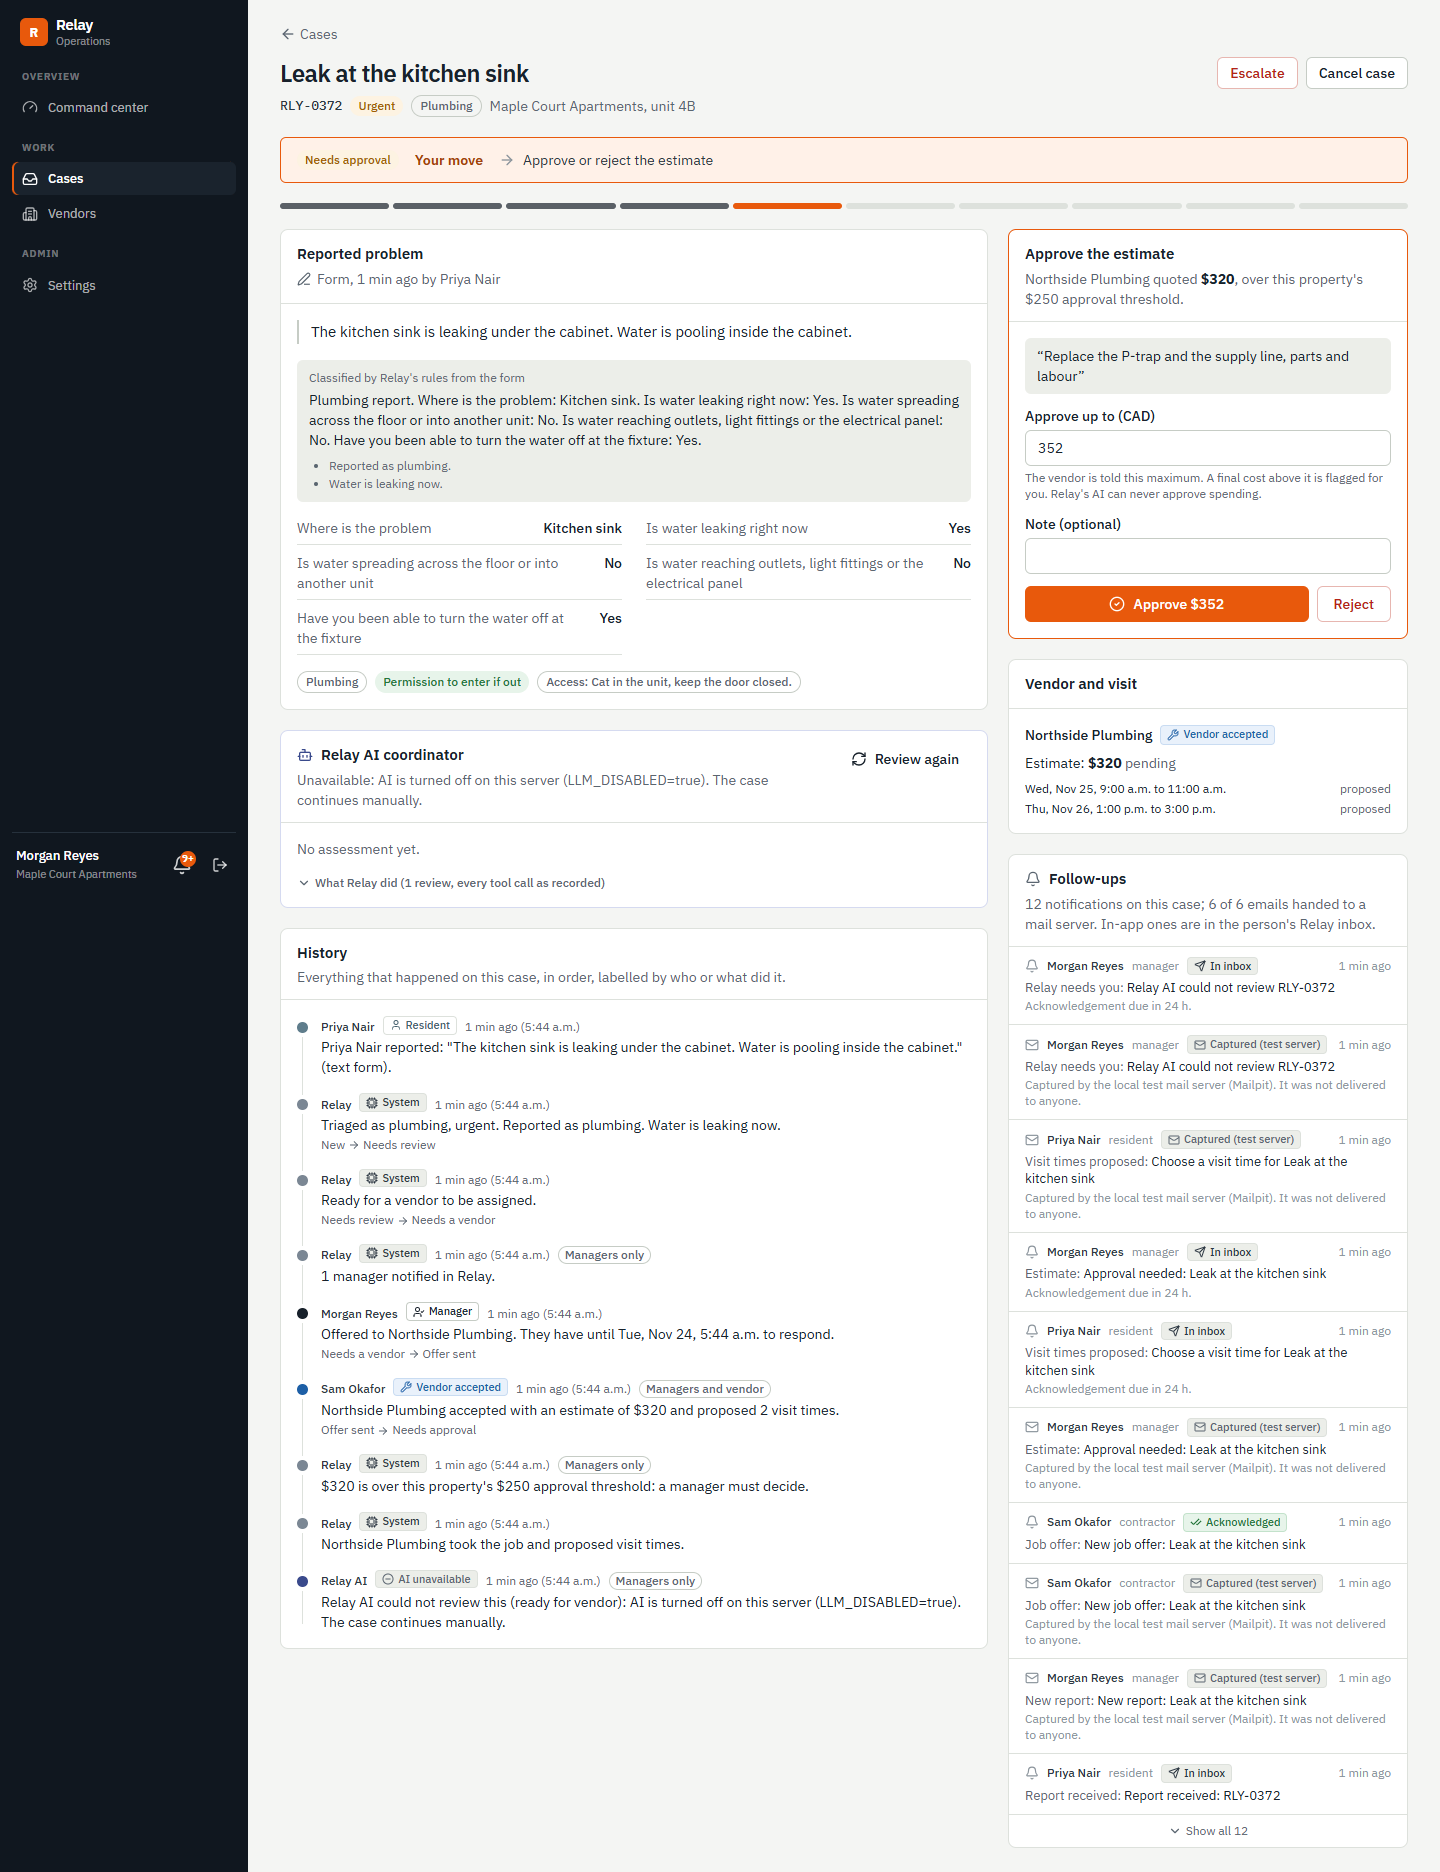 R
Relay
Operations
OVERVIEW
Command center
WORK
Cases
Vendors
ADMIN
Settings
Morgan Reyes
Maple Court Apartments
9+
Cases
Leak at the kitchen sink
Escalate
Cancel case
RLY-0372 Urgent Plumbing Maple Court Apartments, unit 4B
Needs approval Your move → Approve or reject the estimate
Reported problem
Form, 1 min ago by Priya Nair
The kitchen sink is leaking under the cabinet. Water is pooling inside the cabinet.
Classified by Relay's rules from the form
Plumbing report. Where is the problem: Kitchen sink. Is water leaking right now: Yes. Is water spreading
across the floor or into another unit: No. Is water reaching outlets, light fittings or the electrical panel:
No. Have you been able to turn the water off at the fixture: Yes.
• Reported as plumbing.
• Water is leaking now.
Where is the problem Kitchen sink
Is water leaking right now Yes
Is water spreading across the floor or into No
another unit
Is water reaching outlets, light fittings or the No
electrical panel
Have you been able to turn the water off at Yes
the fixture
Plumbing Permission to enter if out Access: Cat in the unit, keep the door closed.
Relay AI coordinator
Review again
Unavailable: AI is turned off on this server (LLM_DISABLED=true). The case
continues manually.
No assessment yet.
What Relay did (1 review, every tool call as recorded)
History
Everything that happened on this case, in order, labelled by who or what did it.
Priya Nair Resident 1 min ago (5:44 a.m.)
Priya Nair reported: "The kitchen sink is leaking under the cabinet. Water is pooling inside the cabinet."
(text form).
Relay System 1 min ago (5:44 a.m.)
Triaged as plumbing, urgent. Reported as plumbing. Water is leaking now.
New → Needs review
Relay System 1 min ago (5:44 a.m.)
Ready for a vendor to be assigned.
Needs review → Needs a vendor
Relay System 1 min ago (5:44 a.m.) Managers only
1 manager notified in Relay.
Morgan Reyes Manager 1 min ago (5:44 a.m.)
Offered to Northside Plumbing. They have until Tue, Nov 24, 5:44 a.m. to respond.
Needs a vendor → Offer sent
Sam Okafor Vendor accepted 1 min ago (5:44 a.m.) Managers and vendor
Northside Plumbing accepted with an estimate of $320 and proposed 2 visit times.
Offer sent → Needs approval
Relay System 1 min ago (5:44 a.m.) Managers only
$320 is over this property's $250 approval threshold: a manager must decide.
Relay System 1 min ago (5:44 a.m.)
Northside Plumbing took the job and proposed visit times.
Relay AI AI unavailable 1 min ago (5:44 a.m.) Managers only
Relay AI could not review this (ready for vendor): AI is turned off on this server (LLM_DISABLED=true).
The case continues manually.
Approve the estimate
Northside Plumbing quoted $320, over this property's
$250 approval threshold.
“Replace the P-trap and the supply line, parts and
labour”
Approve up to (CAD)
352
The vendor is told this maximum. A final cost above it is flagged for
you. Relay's AI can never approve spending.
Note (optional)
Approve $352
Reject
Vendor and visit
Northside Plumbing Vendor accepted
Estimate: $320 pending
Wed, Nov 25, 9:00 a.m. to 11:00 a.m. proposed
Thu, Nov 26, 1:00 p.m. to 3:00 p.m. proposed
Follow-ups
12 notifications on this case; 6 of 6 emails handed to a
mail server. In-app ones are in the person's Relay inbox.
Morgan Reyes manager In inbox 1 min ago
Relay needs you: Relay AI could not review RLY-0372
Acknowledgement due in 24 h.
Morgan Reyes manager Captured (test server) 1 min ago
Relay needs you: Relay AI could not review RLY-0372
Captured by the local test mail server (Mailpit). It was not delivered
to anyone.
Priya Nair resident Captured (test server) 1 min ago
Visit times proposed: Choose a visit time for Leak at the
kitchen sink
Captured by the local test mail server (Mailpit). It was not delivered
to anyone.
Morgan Reyes manager In inbox 1 min ago
Estimate: Approval needed: Leak at the kitchen sink
Acknowledgement due in 24 h.
Priya Nair resident In inbox 1 min ago
Visit times proposed: Choose a visit time for Leak at the
kitchen sink
Acknowledgement due in 24 h.
Morgan Reyes manager Captured (test server) 1 min ago
Estimate: Approval needed: Leak at the kitchen sink
Captured by the local test mail server (Mailpit). It was not delivered
to anyone.
Sam Okafor contractor Acknowledged 1 min ago
Job offer: New job offer: Leak at the kitchen sink
Sam Okafor contractor Captured (test server) 1 min ago
Job offer: New job offer: Leak at the kitchen sink
Captured by the local test mail server (Mailpit). It was not delivered
to anyone.
Morgan Reyes manager Captured (test server) 1 min ago
New report: New report: Leak at the kitchen sink
Captured by the local test mail server (Mailpit). It was not delivered
to anyone.
Priya Nair resident In inbox 1 min ago
Report received: Report received: RLY-0372
Show all 12